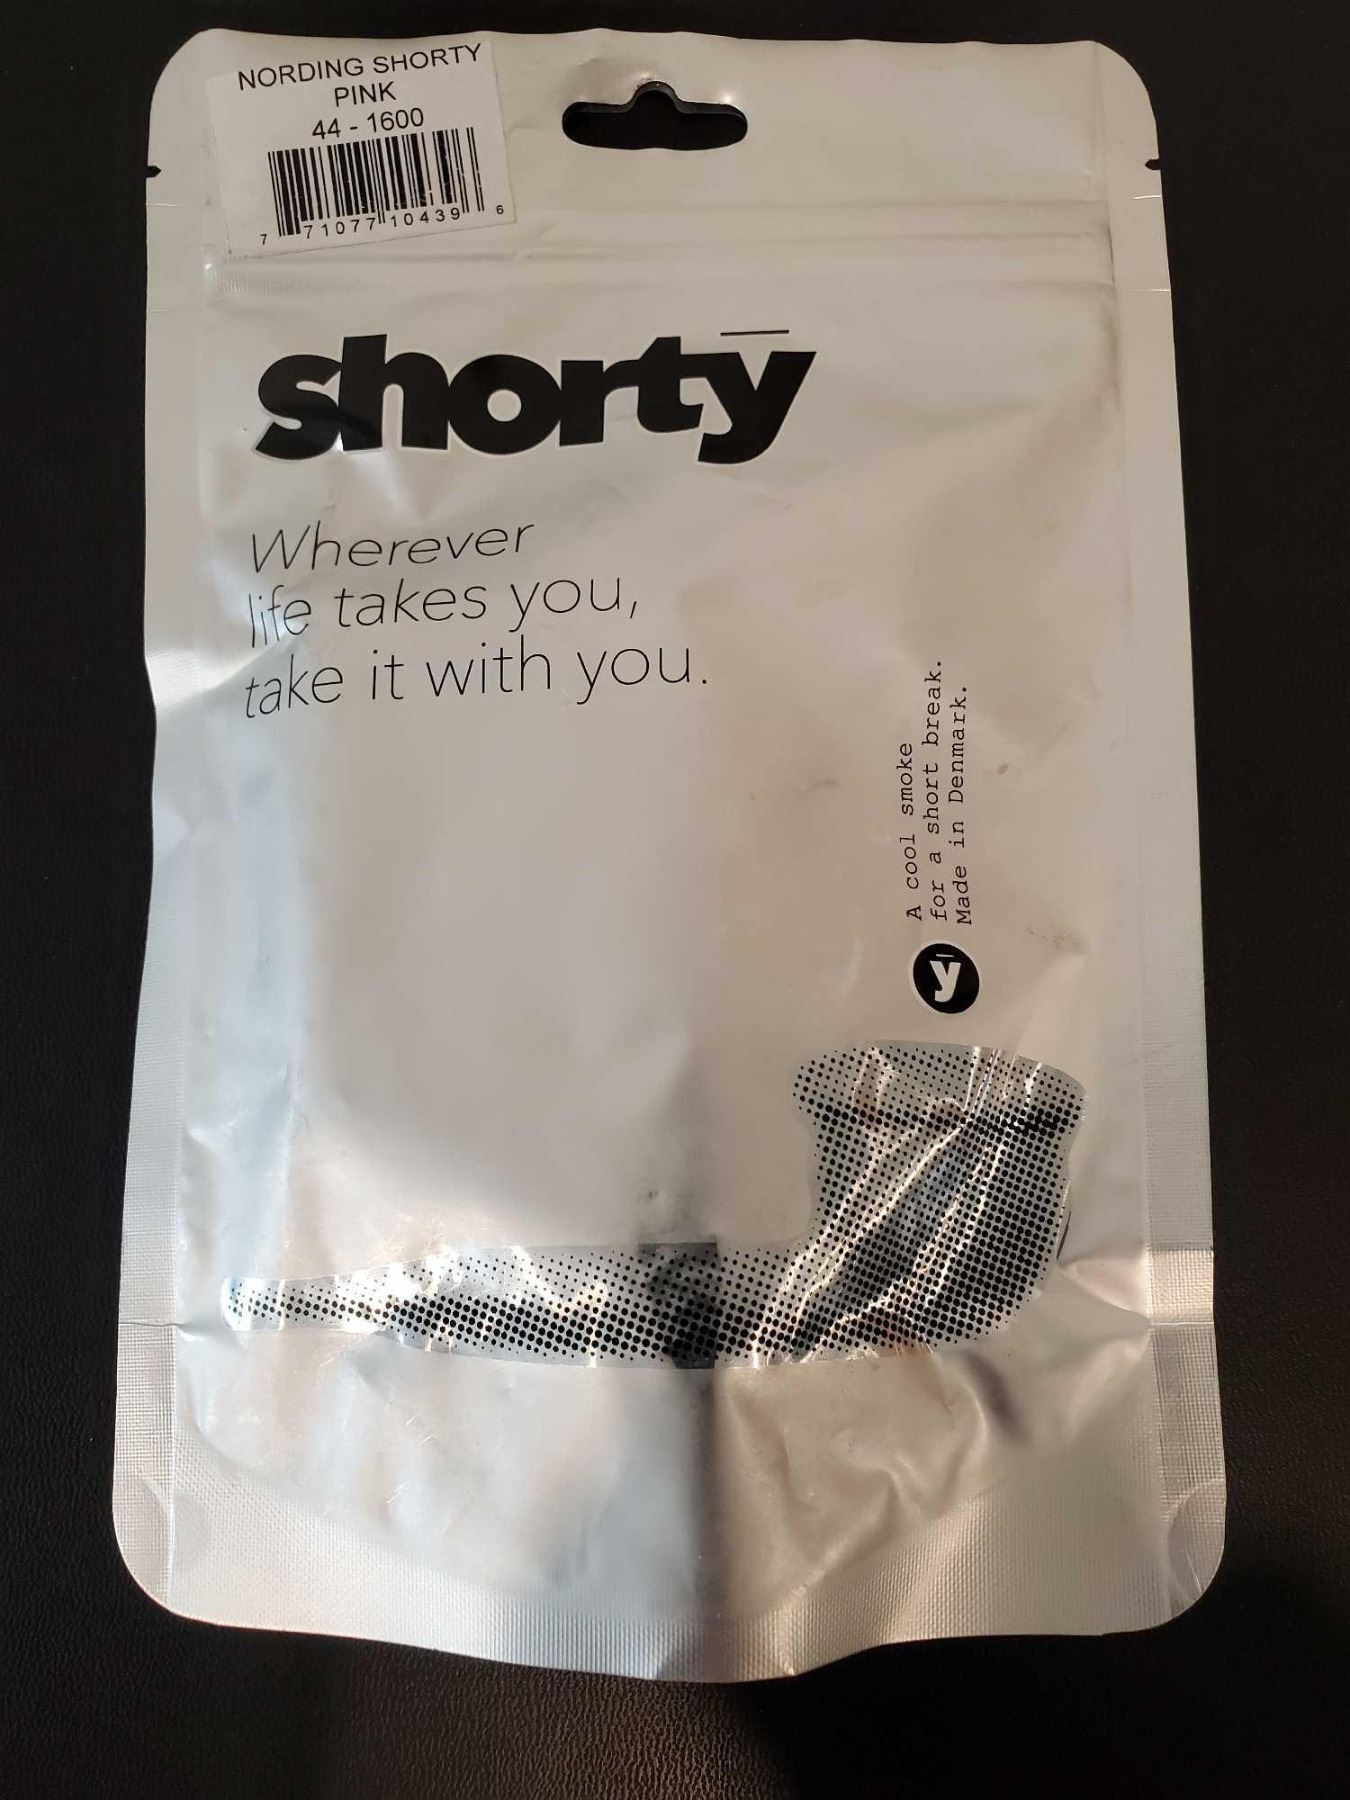 NORDING SHORTY
PINK
44 - 1600
7 71077 10439 6
shortȳ
Wherever
life takes you,
take it with you.
A cool smoke
for a short break.
Made in Denmark.
ȳ